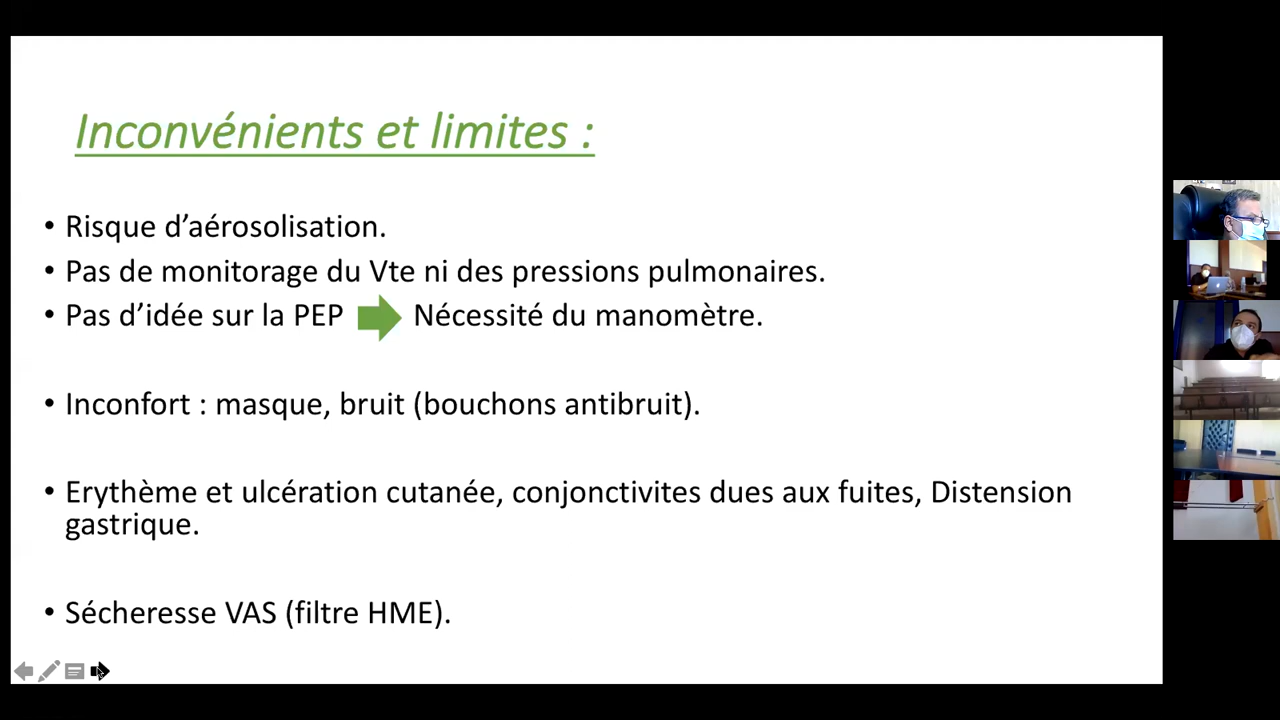 Inconvénients et limites :
• Risque d’aérosolisation.
• Pas de monitorage du Vte ni des pressions pulmonaires.
• Pas d’idée sur la PEP Nécessité du manomètre.
• Inconfort : masque, bruit (bouchons antibruit).
• Erythème et ulcération cutanée, conjonctivites dues aux fuites, Distension
gastrique.
• Sécheresse VAS (filtre HME).